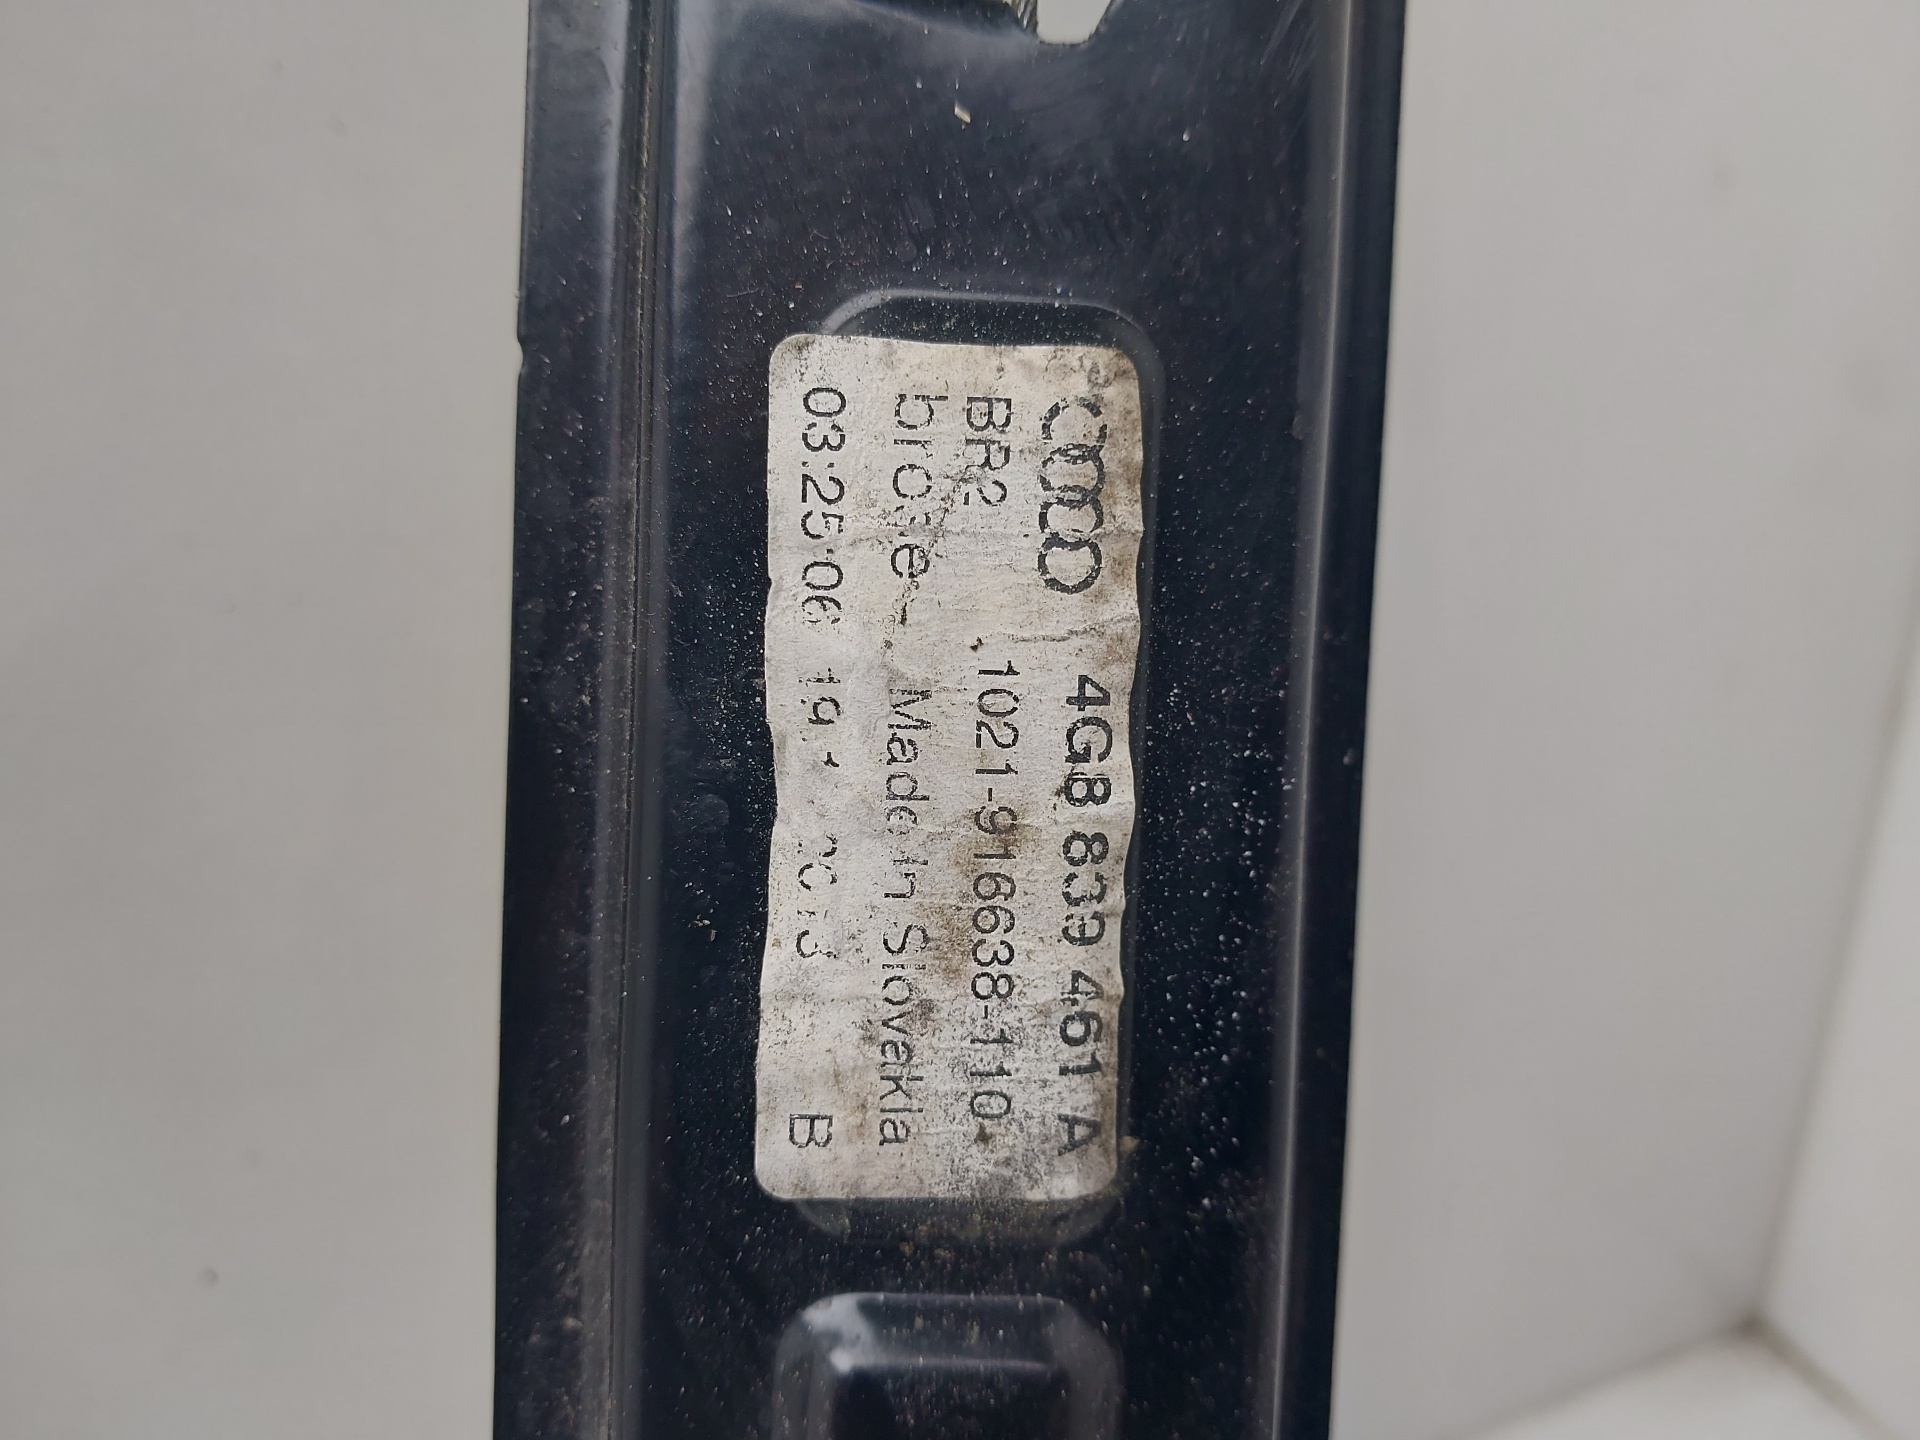 4G8 839 461 A
BR2 1021-916638-110
brose Made in Slovakia
03:25:06 B